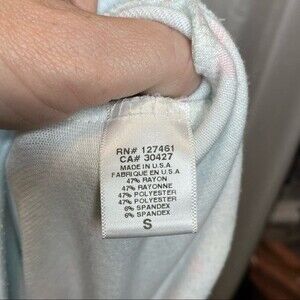 RN# 127461
CA# 30427
MADE IN U.S.A
FABRIQUE EN U.S.A
47% RAYON
47% RAYONNE
47% POLYESTER
47% POLYESTER
6% SPANDEX
6% SPANDEX
S